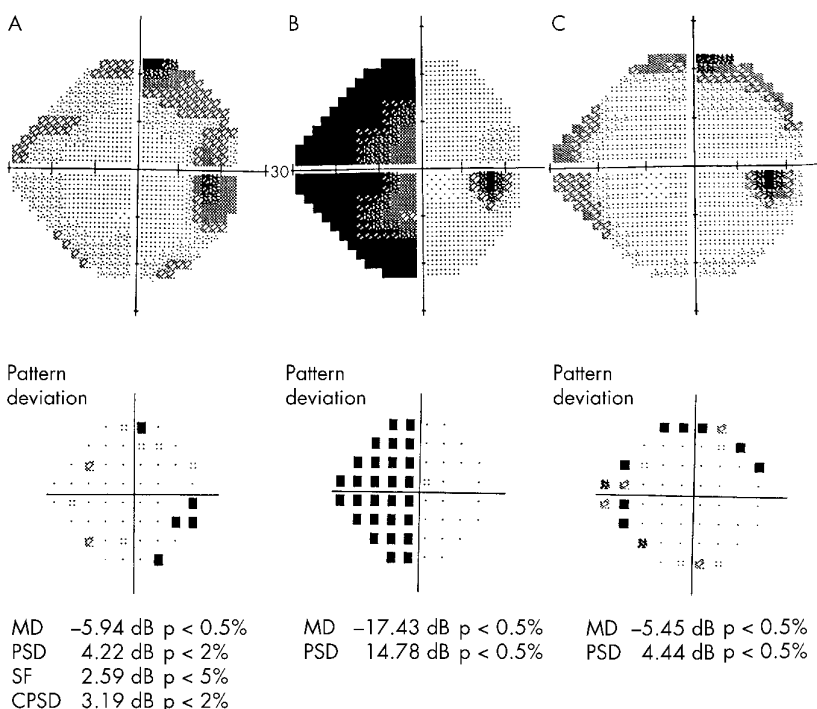 A
B
C
30
Pattern
deviation
Pattern
deviation
Pattern
deviation
MD −5.94 dB p < 0.5%
PSD 4.22 dB p < 2%
SF 2.59 dB p < 5%
CPSD 3.19 dB p < 2%
MD −17.43 dB p < 0.5%
PSD 14.78 dB p < 0.5%
MD −5.45 dB p < 0.5%
PSD 4.44 dB p < 0.5%